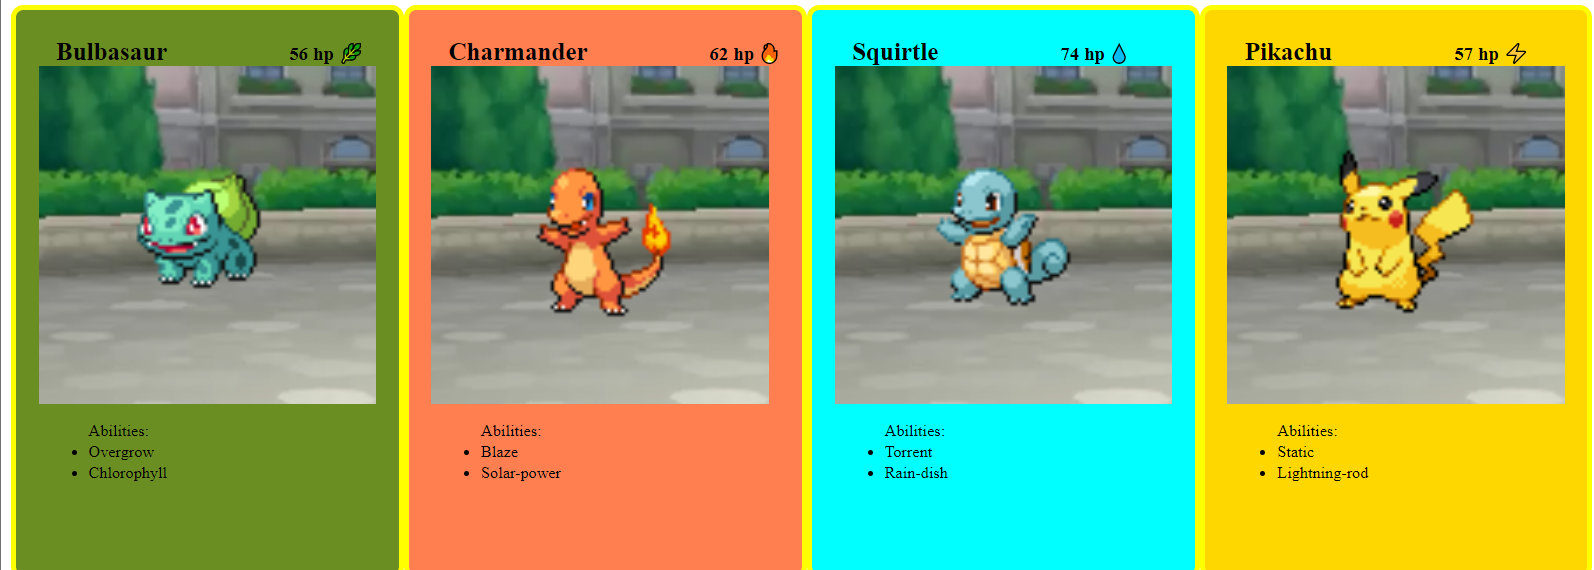 Bulbasaur 56 hp
Abilities:
Overgrow
Chlorophyll
Charmander 62 hp
Abilities:
Blaze
Solar-power
Squirtle 74 hp
Abilities:
Torrent
Rain-dish
Pikachu 57 hp
Abilities:
Static
Lightning-rod